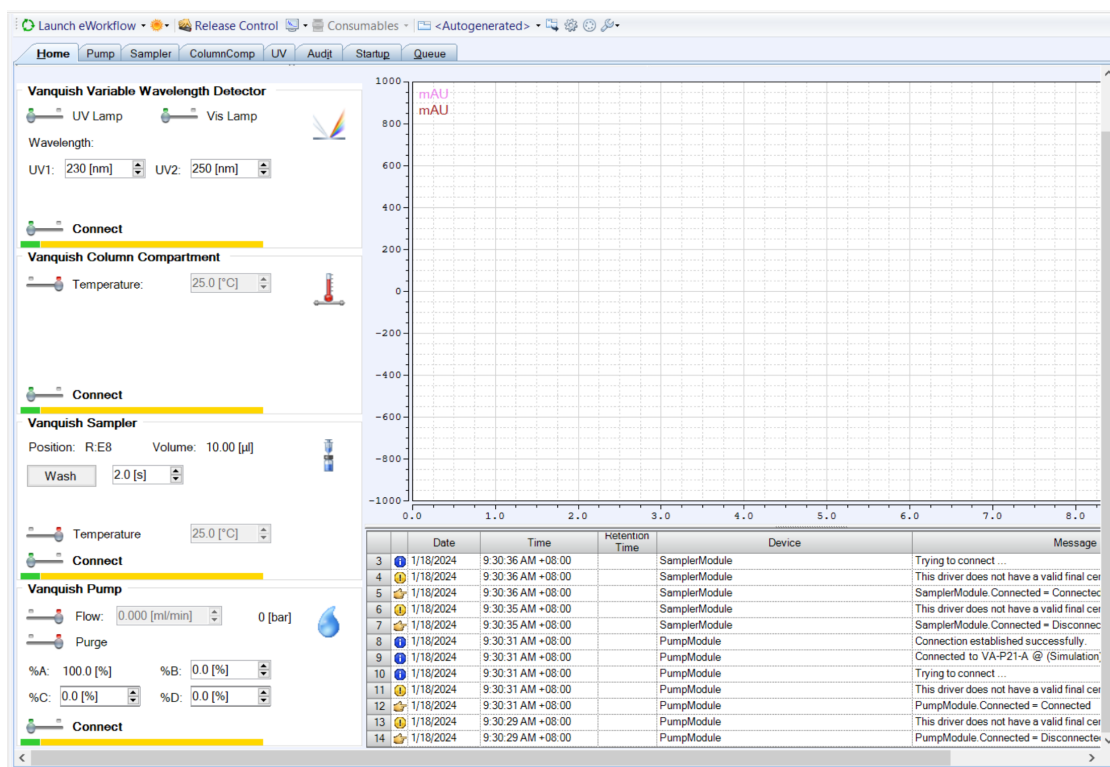 Launch eWorkflow Release Control Consumables <Autogenerated>
Home Pump Sampler ColumnComp UV Audit Startup Queue
Vanquish Variable Wavelength Detector
UV Lamp Vis Lamp
Wavelength:
UV1: 230 [nm] UV2: 250 [nm]
Connect
Vanquish Column Compartment
Temperature: 25.0 [°C]
Connect
Vanquish Sampler
Position: R:E8 Volume: 10.00 [µl]
Wash 2.0 [s]
Temperature 25.0 [°C]
Connect
Vanquish Pump
Flow: 0.000 [ml/min] 0 [bar]
Purge
%A: 100.0 [%] %B: 0.0 [%]
%C: 0.0 [%] %D: 0.0 [%]
Connect
mAU
mAU
1000
800
600
400
200
0
-200
-400
-600
-800
-1000
0.0 1.0 2.0 3.0 4.0 5.0 6.0 7.0 8.0
Date Time Retention Time Device Message
3 1/18/2024 9:30:36 AM +08:00 SamplerModule Trying to connect ...
4 1/18/2024 9:30:36 AM +08:00 SamplerModule This driver does not have a valid final cer
5 1/18/2024 9:30:36 AM +08:00 SamplerModule SamplerModule.Connected = Connected
6 1/18/2024 9:30:35 AM +08:00 SamplerModule This driver does not have a valid final cer
7 1/18/2024 9:30:35 AM +08:00 SamplerModule SamplerModule.Connected = Disconnec
8 1/18/2024 9:30:31 AM +08:00 PumpModule Connection established successfully.
9 1/18/2024 9:30:31 AM +08:00 PumpModule Connected to VA-P21-A @ (Simulation)
10 1/18/2024 9:30:31 AM +08:00 PumpModule Trying to connect ...
11 1/18/2024 9:30:31 AM +08:00 PumpModule This driver does not have a valid final cer
12 1/18/2024 9:30:31 AM +08:00 PumpModule PumpModule.Connected = Connected
13 1/18/2024 9:30:29 AM +08:00 PumpModule This driver does not have a valid final cer
14 1/18/2024 9:30:29 AM +08:00 PumpModule PumpModule.Connected = Disconnecte